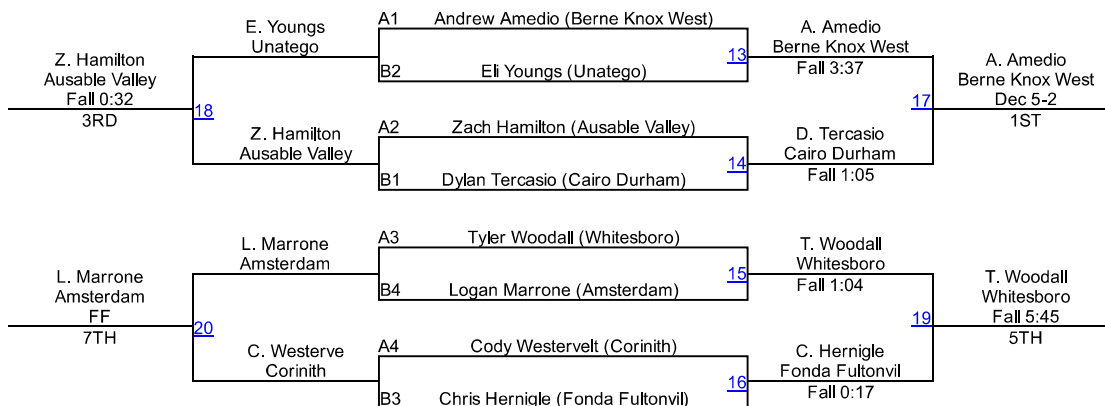 E. Youngs
Unatego
A1 Andrew Amedio (Berne Knox West)
A. Amedio
Berne Knox West
Z. Hamilton
Ausable Valley
Fall 0:32
3RD
B2 Eli Youngs (Unatego)
13
Fall 3:37
A. Amedio
Berne Knox West
Dec 5-2
1ST
18
17
Z. Hamilton
Ausable Valley
A2 Zach Hamilton (Ausable Valley)
14
D. Tercasio
Cairo Durham
B1 Dylan Tercasio (Cairo Durham)
Fall 1:05
L. Marrone
Amsterdam
A3 Tyler Woodall (Whitesboro)
T. Woodall
Whitesboro
L. Marrone
Amsterdam
FF
7TH
B4 Logan Marrone (Amsterdam)
15
Fall 1:04
T. Woodall
Whitesboro
Fall 5:45
5TH
20
19
C. Westerve
Corinith
A4 Cody Westervelt (Corinith)
16
C. Hernigle
Fonda Fultonvil
B3 Chris Hernigle (Fonda Fultonvil)
Fall 0:17